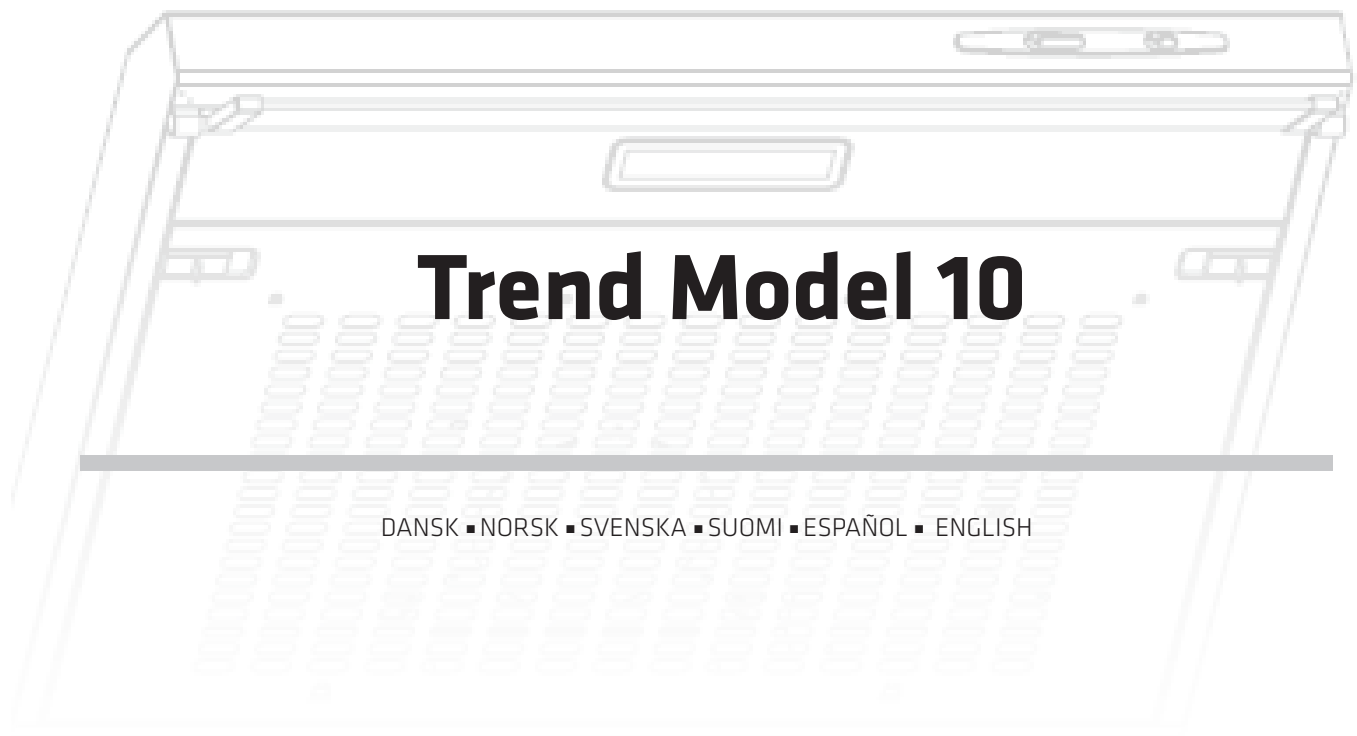 Trend Model 10
DANSK ▪ NORSK ▪ SVENSKA ▪ SUOMI ▪ ESPAÑOL ▪ ENGLISH